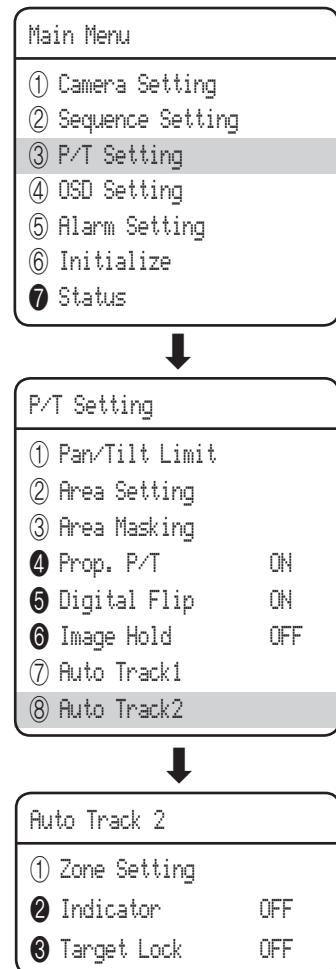 Main Menu
① Camera Setting
② Sequence Setting
③ P/T Setting
④ OSD Setting
⑤ Alarm Setting
⑥ Initialize
❼ Status
P/T Setting
① Pan/Tilt Limit
② Area Setting
③ Area Masking
❹ Prop. P/T ON
❺ Digital Flip ON
❻ Image Hold OFF
⑦ Auto Track1
⑧ Auto Track2
Auto Track 2
① Zone Setting
❷ Indicator OFF
❸ Target Lock OFF